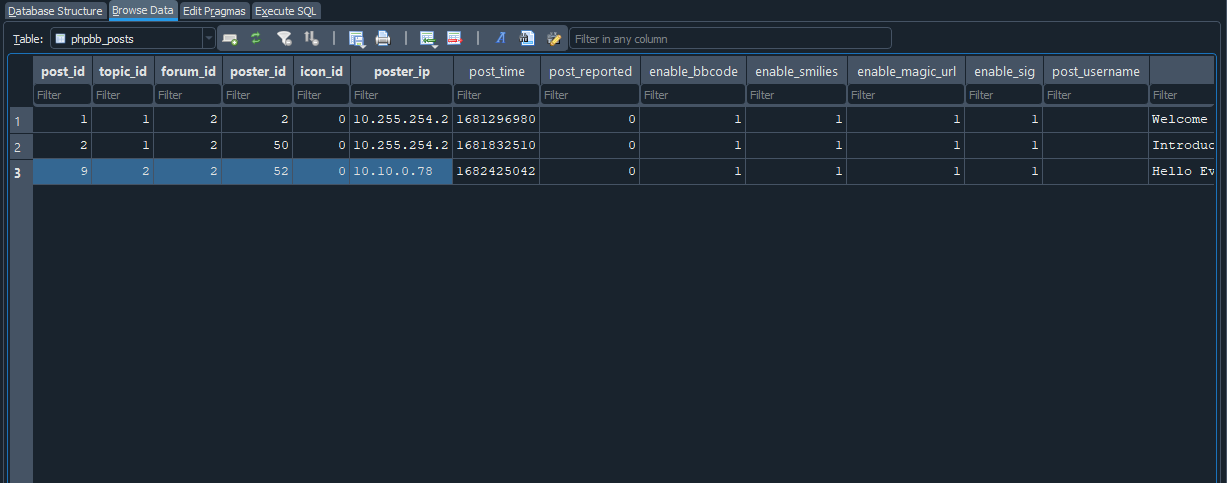 Database Structure Browse Data Edit Pragmas Execute SQL
Table: phpbb_posts Filter in any column
post_id topic_id forum_id poster_id icon_id poster_ip post_time post_reported enable_bbcode enable_smilies enable_magic_url enable_sig post_username
Filter Filter Filter Filter Filter Filter Filter Filter Filter Filter Filter Filter Filter Filter
1 1 1 2 2 0 10.255.254.2 1681296980 0 1 1 1 1 Welcome
2 2 1 2 50 0 10.255.254.2 1681832510 0 1 1 1 1 Introduc
3 9 2 2 52 0 10.10.0.78 1682425042 0 1 1 1 1 Hello Ev